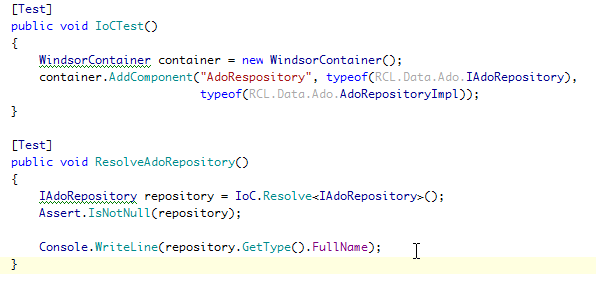 [Test]
public void IoCTest()
{
WindsorContainer container = new WindsorContainer();
container.AddComponent("AdoRespository", typeof(RCL.Data.Ado.IAdoRepository),
typeof(RCL.Data.Ado.AdoRepositoryImpl));
}
[Test]
public void ResolveAdoRepository()
{
IAdoRepository repository = IoC.Resolve<IAdoRepository>();
Assert.IsNotNull(repository);
Console.WriteLine(repository.GetType().FullName);
}